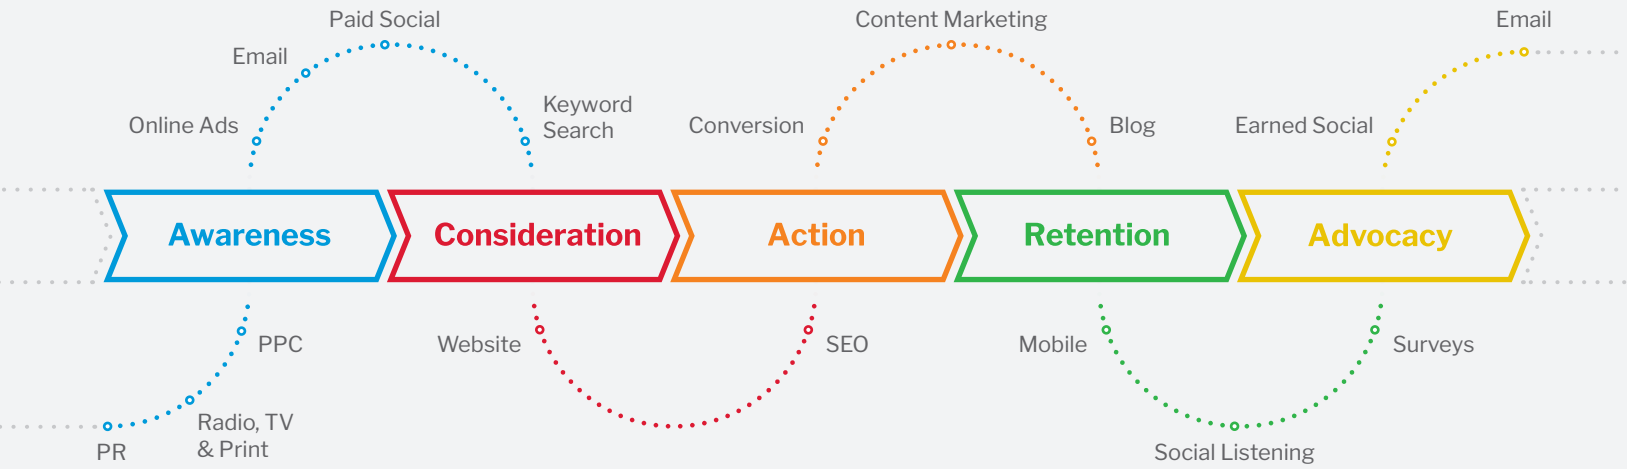 Paid Social
Content Marketing
Email
Email
Keyword
Search
Online Ads
Conversion
Blog
Earned Social
Awareness
Consideration
Action
Retention
Advocacy
PPC
Website
SEO
Mobile
Surveys
Radio, TV
& Print
PR
Social Listening